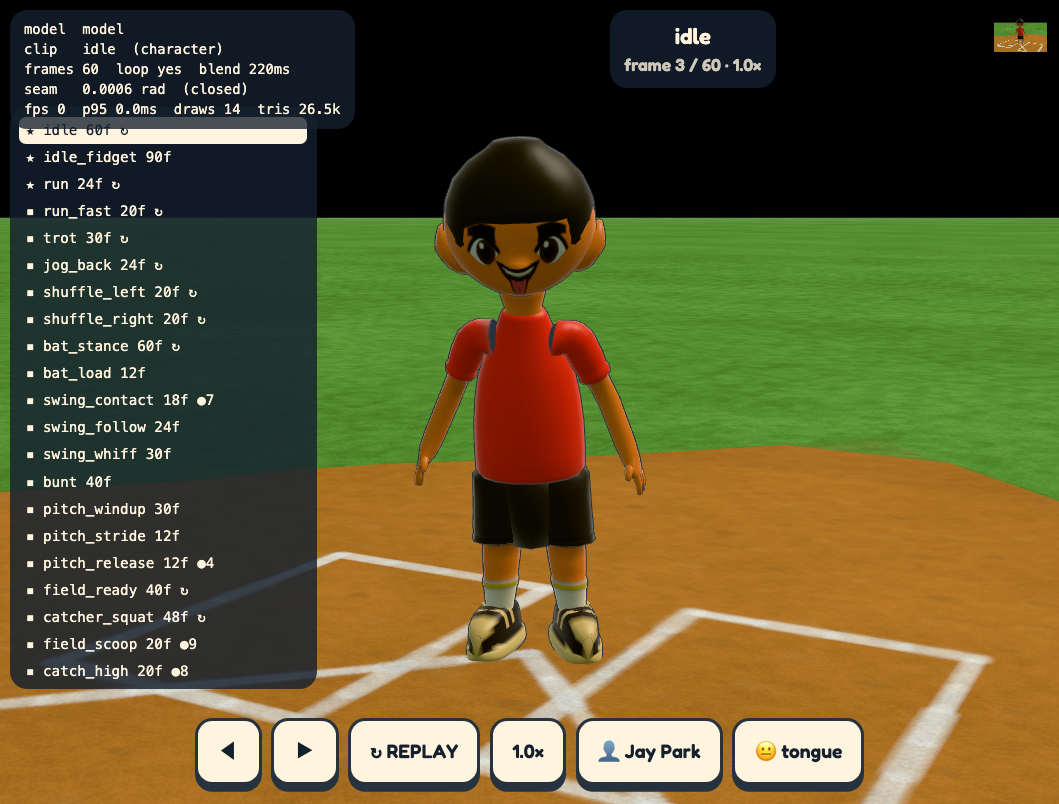 model model
clip idle (character)
frames 60 loop yes blend 220ms
seam 0.0006 rad (closed)
fps 0 p95 0.0ms draws 14 tris 26.5k
★ idle 60f ↻
★ idle_fidget 90f
★ run 24f ↻
▪ run_fast 20f ↻
▪ trot 30f ↻
▪ jog_back 24f ↻
▪ shuffle_left 20f ↻
▪ shuffle_right 20f ↻
▪ bat_stance 60f ↻
▪ bat_load 12f
▪ swing_contact 18f ●7
▪ swing_follow 24f
▪ swing_whiff 30f
▪ bunt 40f
▪ pitch_windup 30f
▪ pitch_stride 12f
▪ pitch_release 12f ●4
▪ field_ready 40f ↻
▪ catcher_squat 48f ↻
▪ field_scoop 20f ●9
▪ catch_high 20f ●8
idle
frame 3 / 60 · 1.0×
◀ ▶ ↻ REPLAY 1.0× 👤 Jay Park 😐 tongue